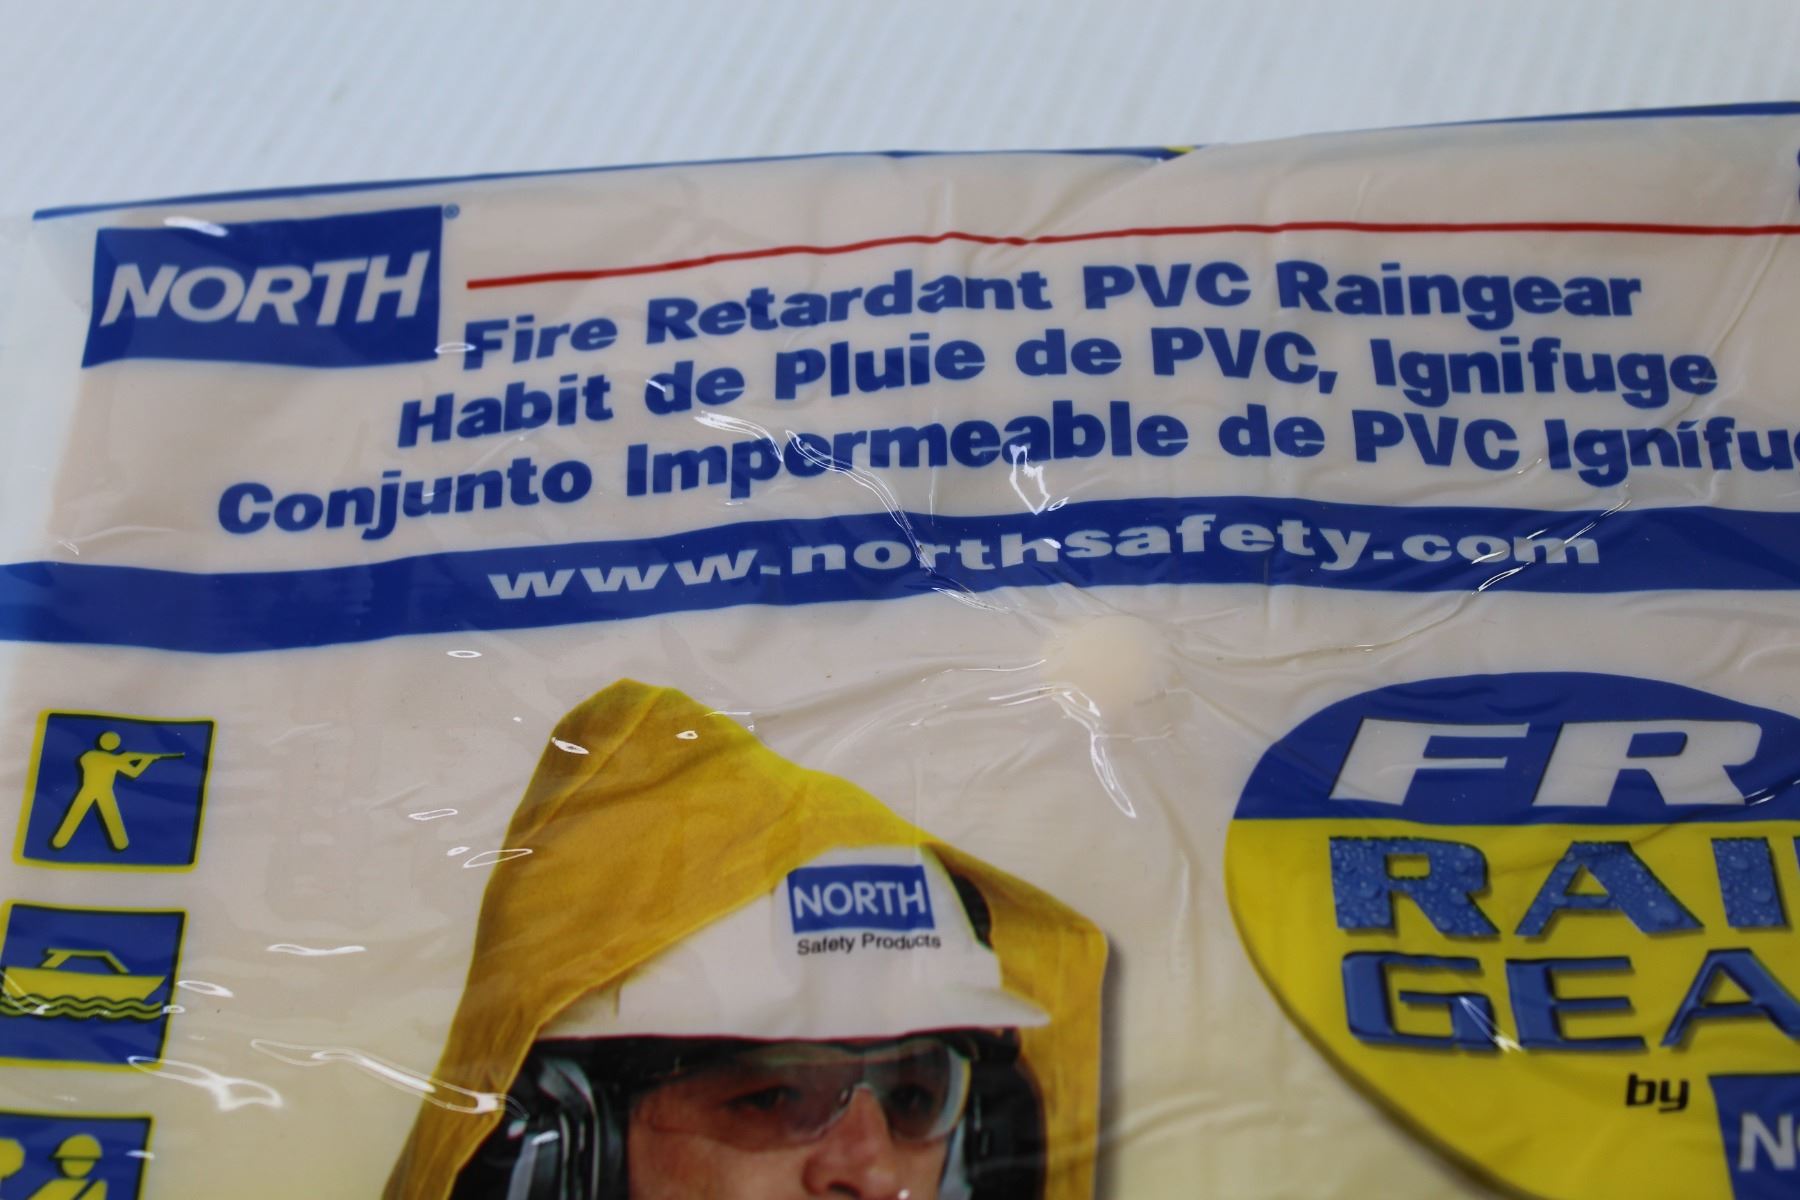 NORTH®
Fire Retardant PVC Raingear
Habit de Pluie de PVC, Ignifuge
Conjunto Impermeable de PVC
www.northsafety.com
NORTH
Safety Products
FR
by